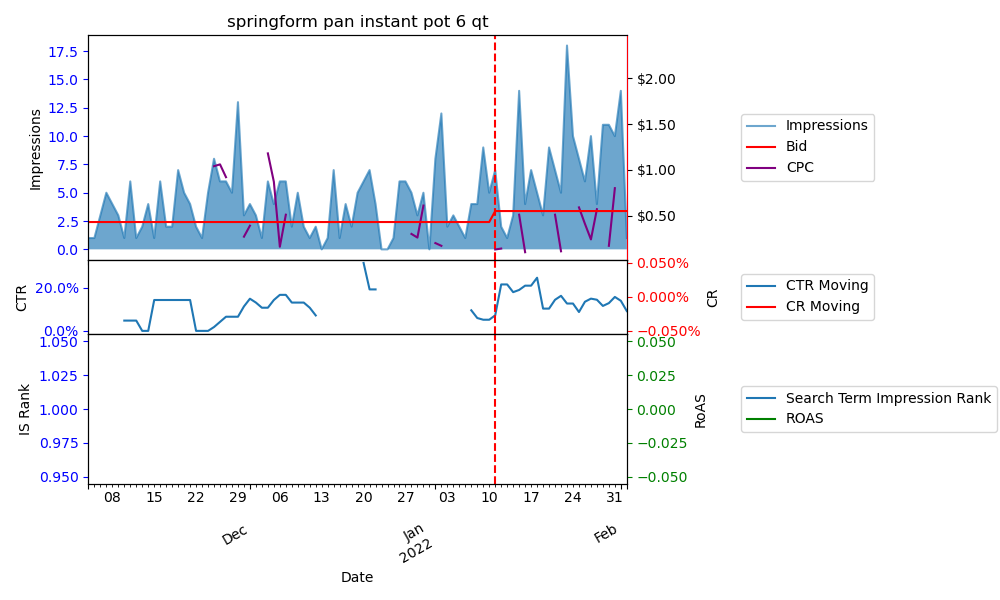 springform pan instant pot 6 qt
17.5
15.0
12.5
10.0
7.5
5.0
2.5
0.0
Impressions
$2.00
$1.50
$1.00
$0.50
Impressions
Bid
CPC
20.0%
0.0%
CTR
0.050%
0.000%
−0.050%
CR
CTR Moving
CR Moving
1.050
1.025
1.000
0.975
0.950
IS Rank
0.050
0.025
0.000
−0.025
−0.050
RoAS
Search Term Impression Rank
ROAS
08 15 22 29 06 13 20 27 03 10 17 24 31
Dec Jan Feb
2022
Date